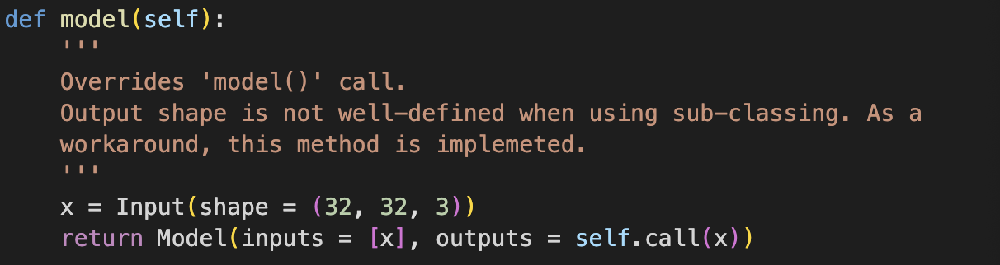 def model(self):
    '''
    Overrides 'model()' call.
    Output shape is not well-defined when using sub-classing. As a
    workaround, this method is implemeted.
    '''
    x = Input(shape = (32, 32, 3))
    return Model(inputs = [x], outputs = self.call(x))